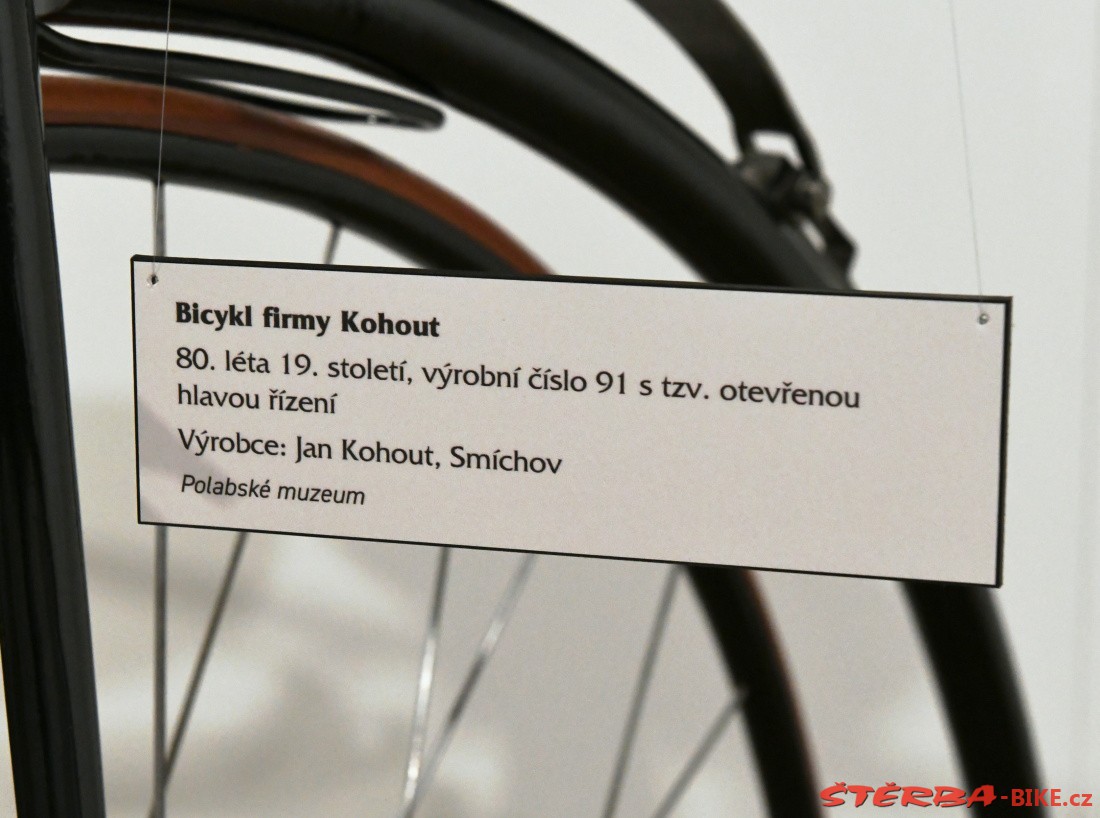 Bicykl firmy Kohout
80. léta 19. století, výrobní číslo 91 s tzv. otevřenou
hlavou řízení
Výrobce: Jan Kohout, Smíchov
Polabské muzeum
ŠTĚRBA-BIKE.cz